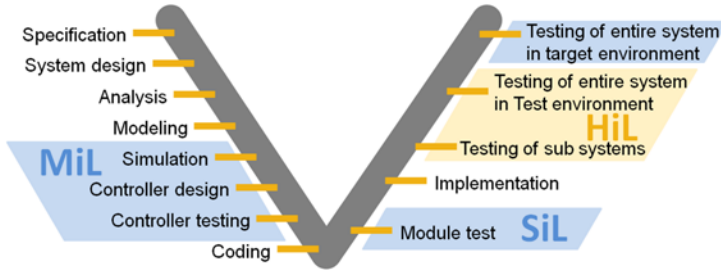 Specification
System design
Analysis
Modeling
MiL
Simulation
Controller design
Controller testing
Coding
Testing of entire system
in target environment
Testing of entire system
in Test environment
HiL
Testing of sub systems
Implementation
Module test
SiL